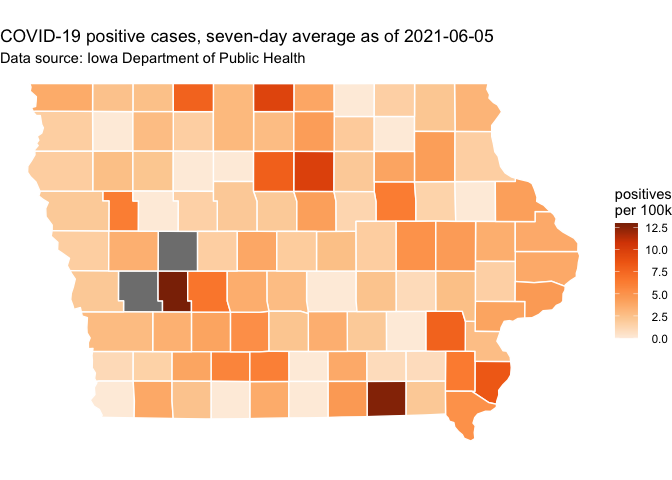 COVID-19 positive cases, seven-day average as of 2021-06-05
Data source: Iowa Department of Public Health
positives
per 100k
12.5
10.0
7.5
5.0
2.5
0.0